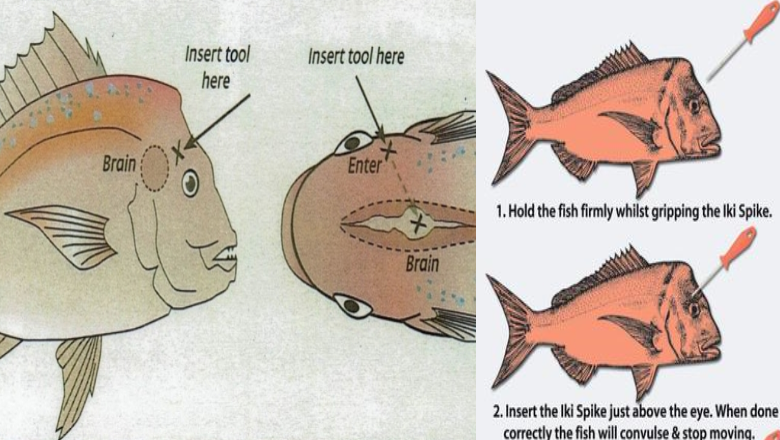 Insert tool
here
Brain
Insert tool here
Enter
Brain
1. Hold the fish firmly whilst gripping the Iki Spike.
2. Insert the Iki Spike just above the eye. When done
correctly the fish will convulse & stop moving.